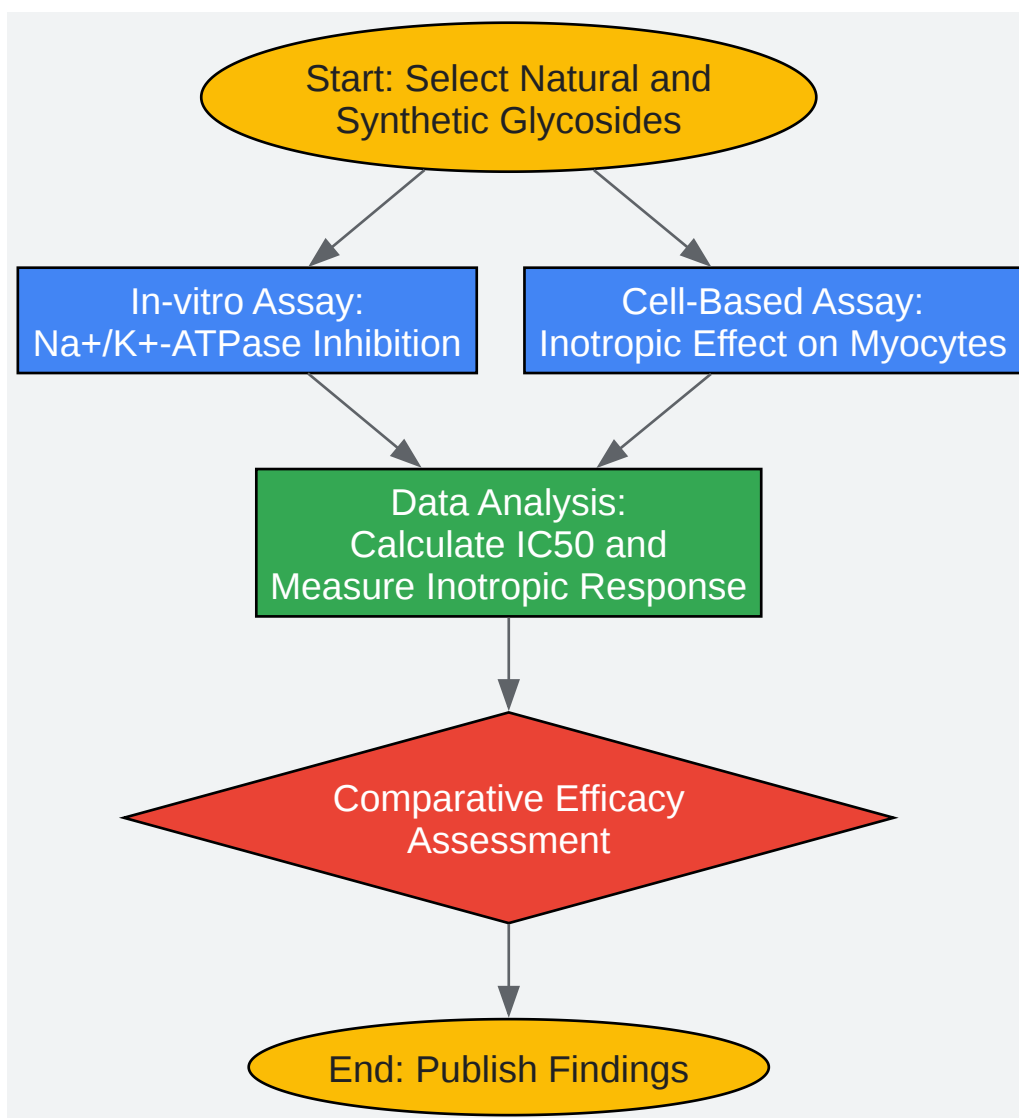 Start: Select Natural and
Synthetic Glycosides
In-vitro Assay:
Na+/K+-ATPase Inhibition
Cell-Based Assay:
Inotropic Effect on Myocytes
Data Analysis:
Calculate IC50 and
Measure Inotropic Response
Comparative Efficacy
Assessment
End: Publish Findings